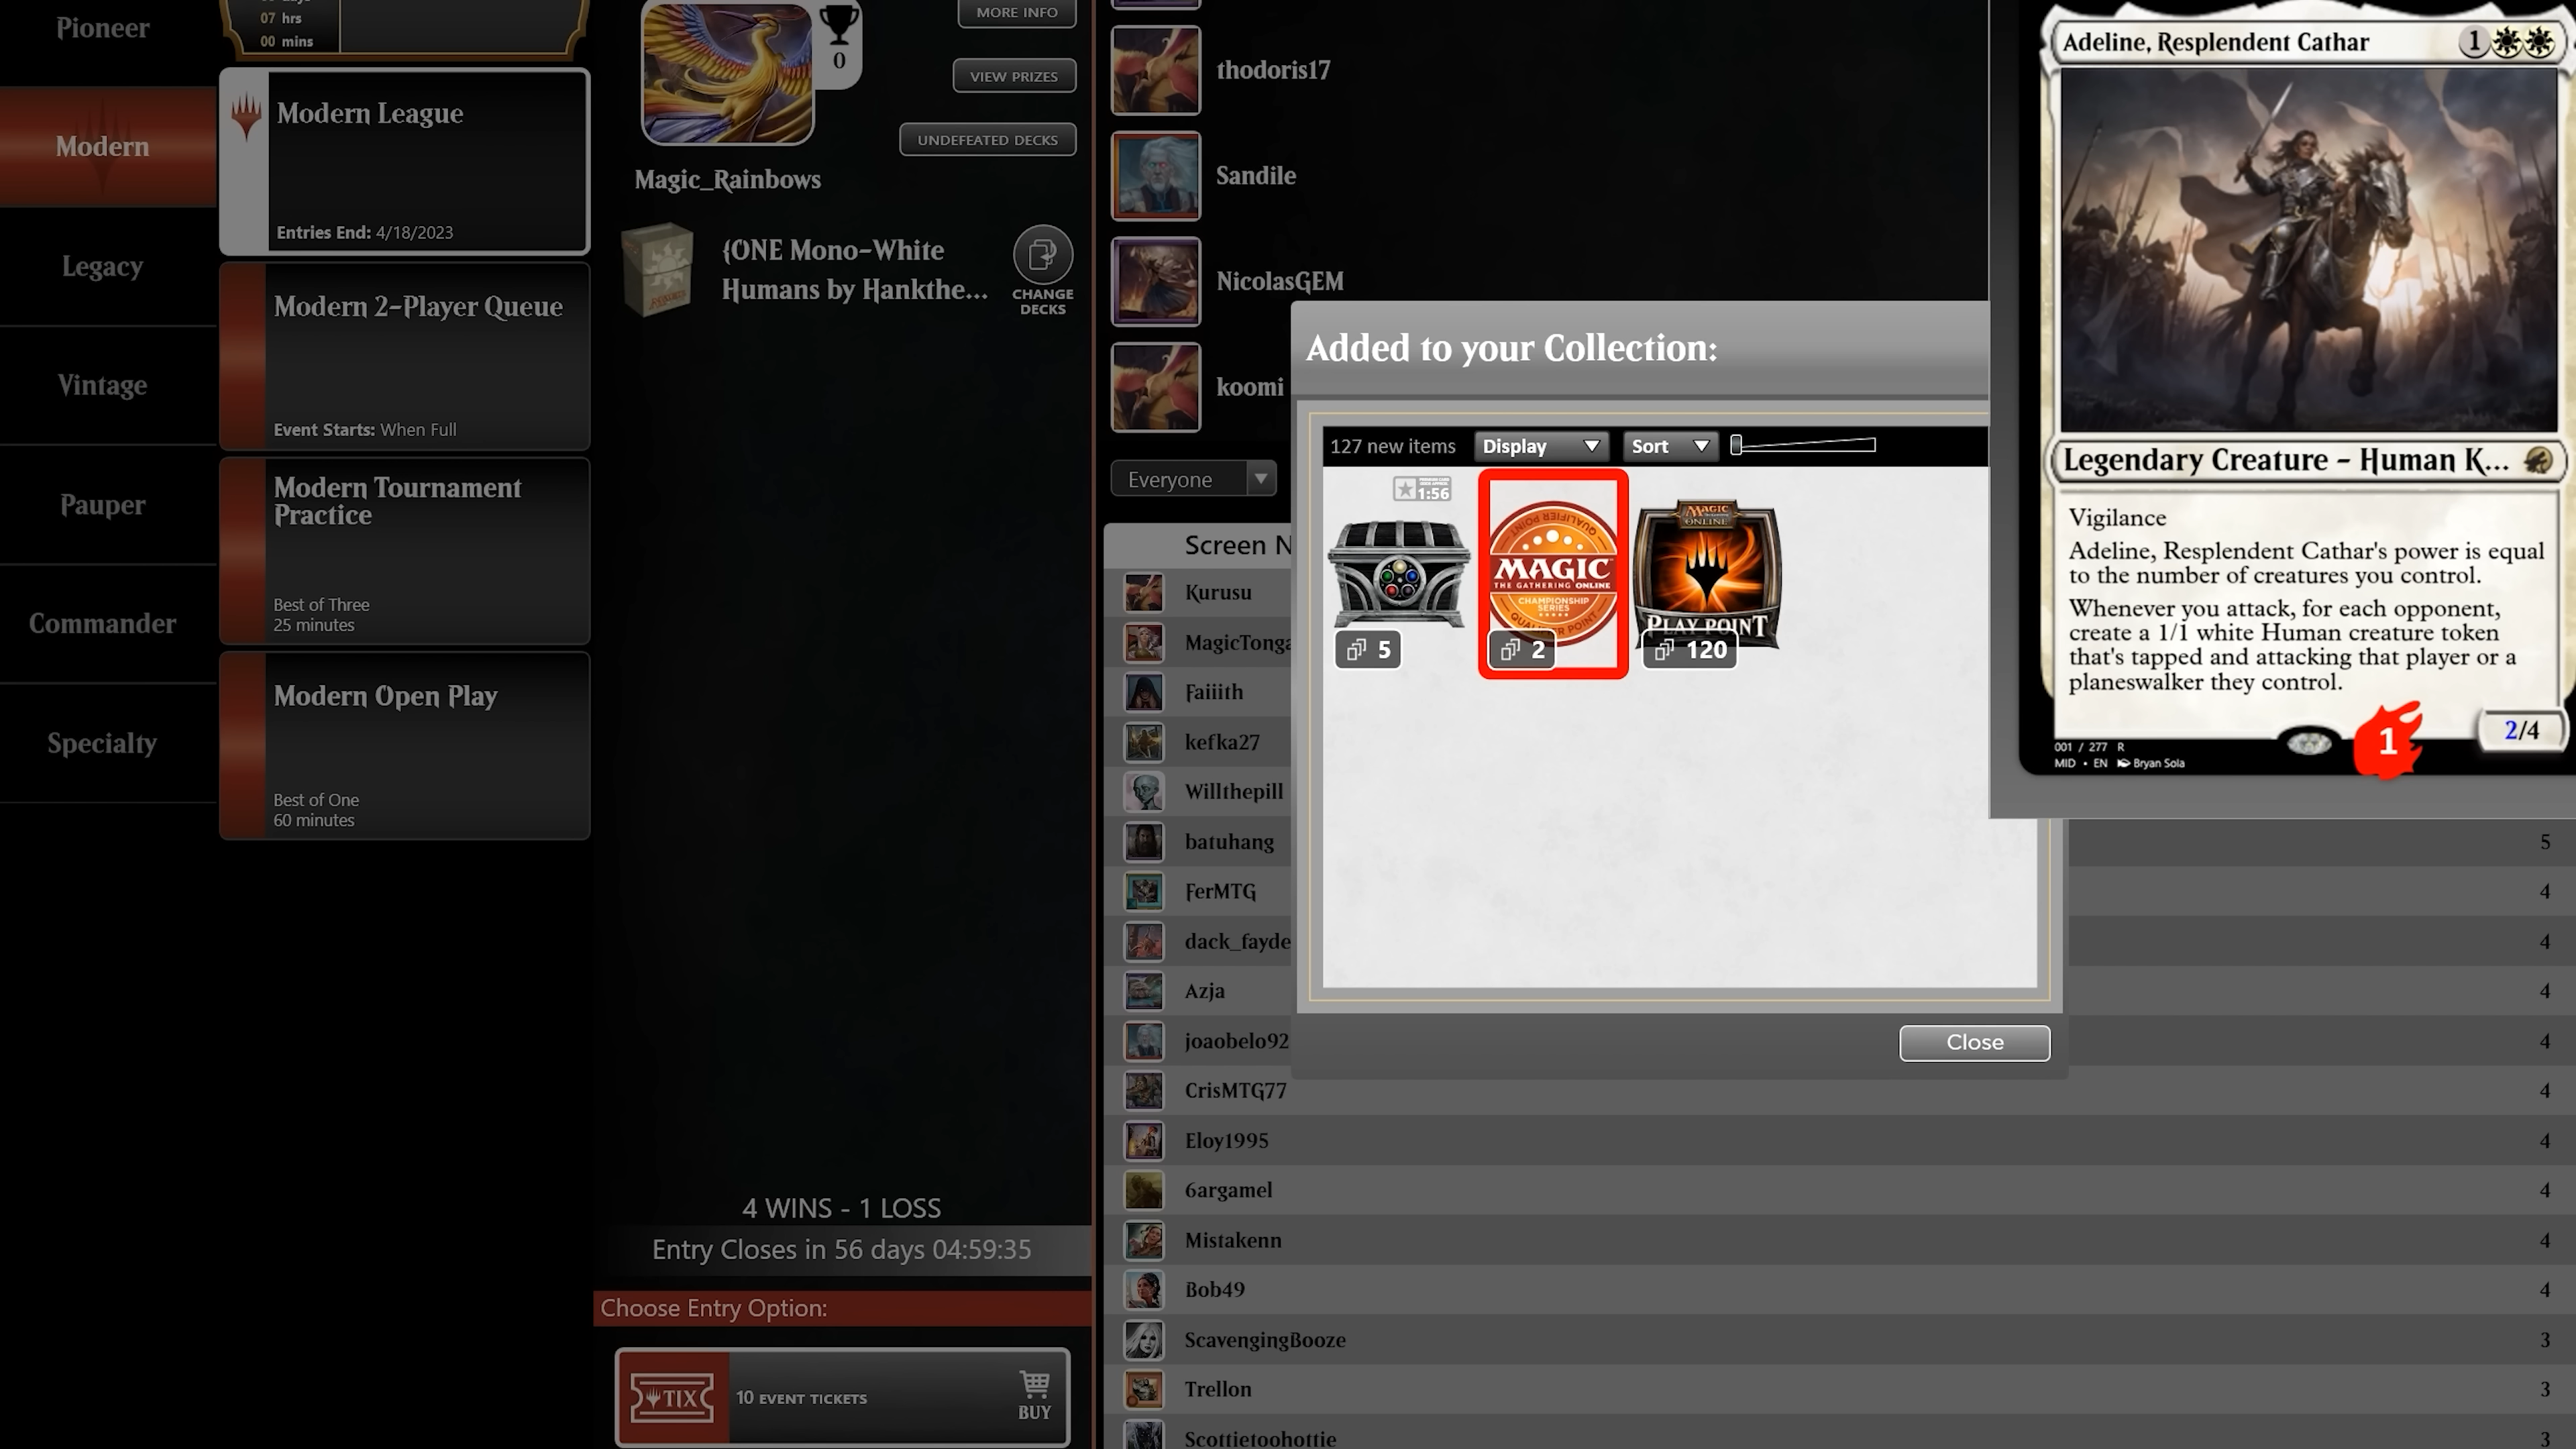 Pioneer
Modern
Legacy
Vintage
Pauper
Commander
Specialty
07 hrs
00 mins
Modern League
Entries End: 4/18/2023
Modern 2-Player Queue
Event Starts: When Full
Modern Tournament
Practice
Best of Three
25 minutes
Modern Open Play
Best of One
60 minutes
0
MORE INFO
VIEW PRIZES
UNDEFEATED DECKS
Magic_Rainbows
{ONE Mono-White
Humans by Hankthe...
CHANGE
DECKS
4 WINS - 1 LOSS
Entry Closes in 56 days 04:59:35
Choose Entry Option:
TIX
10 EVENT TICKETS
BUY
thodoris17
Sandile
NicolasGEM
koomi
Everyone
Screen N
Kurusu
MagicTonga
Faiiith
kefka27
Willthepill
batuhang 5
FerMTG 4
dack_fayde 4
Azja 4
joaobelo92 4
CrisMTG77 4
Eloy1995 4
6argamel 4
Mistakenn 4
Bob49 4
ScavengingBooze 3
Trellon 3
Scottietoohottie 3
Added to your Collection:
127 new items
Display
Sort
1:56
5
QUALIFIER POINT
MAGIC
THE GATHERING ONLINE
CHAMPIONSHIP
SERIES
QUALIFIER POINT
2
MAGIC
ONLINE
PLAY POINT
120
Close
Adeline, Resplendent Cathar 1
Legendary Creature - Human K...
Vigilance
Adeline, Resplendent Cathar's power is equal
to the number of creatures you control.
Whenever you attack, for each opponent,
create a 1/1 white Human creature token
that's tapped and attacking that player or a
planeswalker they control.
1
2/4
001 / 277 R
MID • EN Bryan Sola